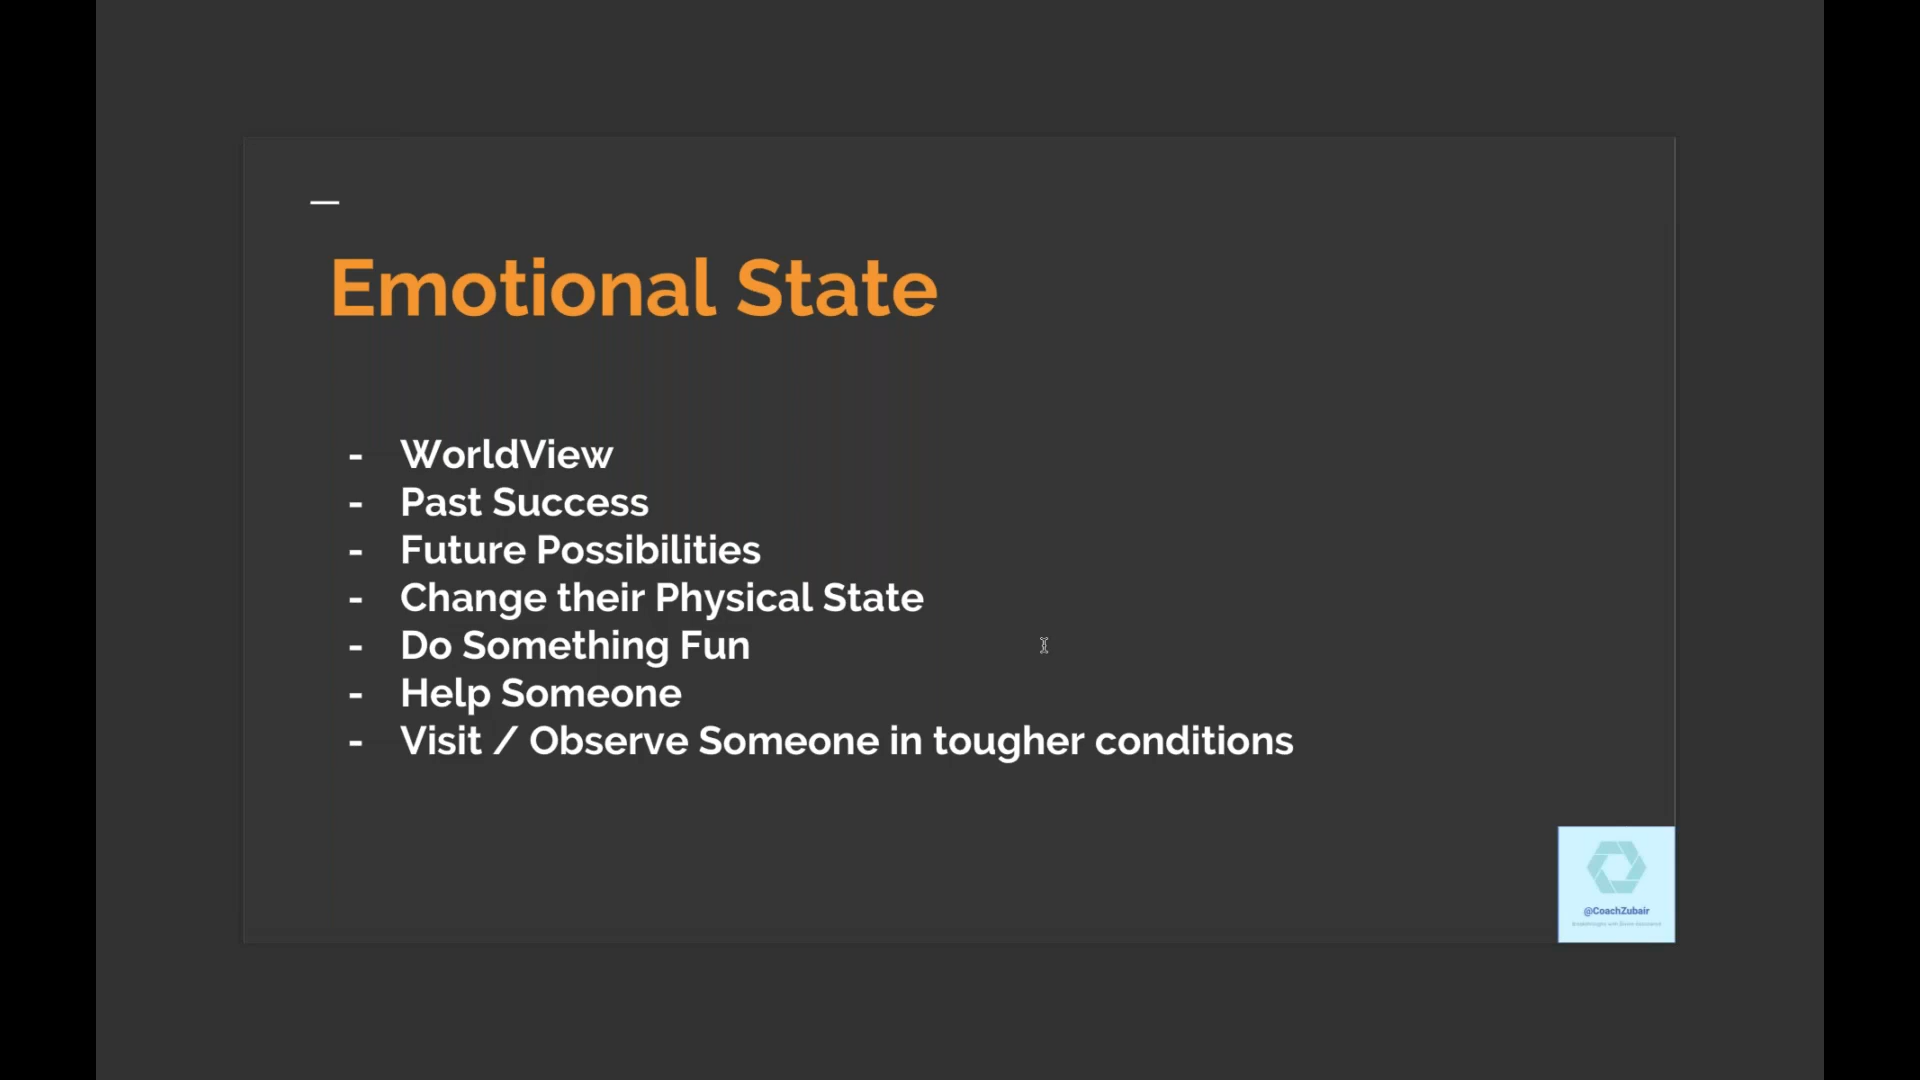 Emotional State
- WorldView
- Past Success
- Future Possibilities
- Change their Physical State
- Do Something Fun
- Help Someone
- Visit / Observe Someone in tougher conditions
@CoachZubair